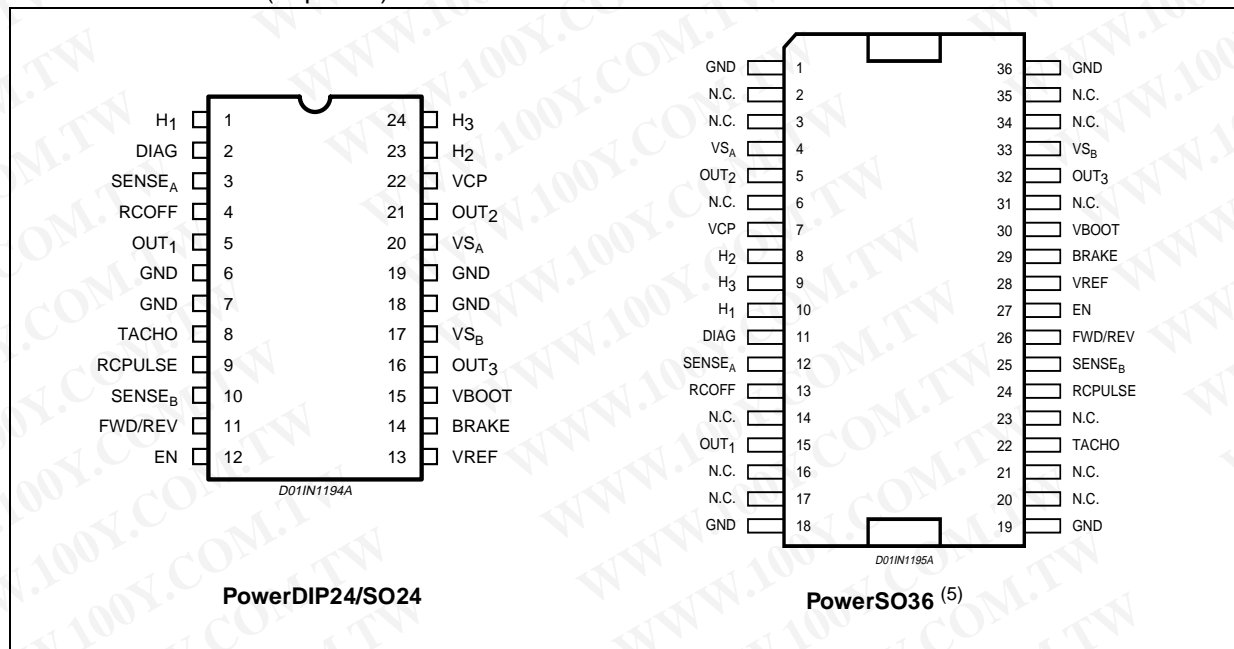 H1 1 24 H3
DIAG 2 23 H2
SENSEA 3 22 VCP
RCOFF 4 21 OUT2
OUT1 5 20 VSA
GND 6 19 GND
GND 7 18 GND
TACHO 8 17 VSB
RCPULSE 9 16 OUT3
SENSEB 10 15 VBOOT
FWD/REV 11 14 BRAKE
EN 12 13 VREF
D01IN1194A
PowerDIP24/SO24
GND 1 36 GND
N.C. 2 35 N.C.
N.C. 3 34 N.C.
VSA 4 33 VSB
OUT2 5 32 OUT3
N.C. 6 31 N.C.
VCP 7 30 VBOOT
H2 8 29 BRAKE
H3 9 28 VREF
H1 10 27 EN
DIAG 11 26 FWD/REV
SENSEA 12 25 SENSEB
RCOFF 13 24 RCPULSE
N.C. 14 23 N.C.
OUT1 15 22 TACHO
N.C. 16 21 N.C.
N.C. 17 20 N.C.
GND 18 19 GND
D01IN1195A
PowerSO36 (5)
WWW.100Y.COM.TW